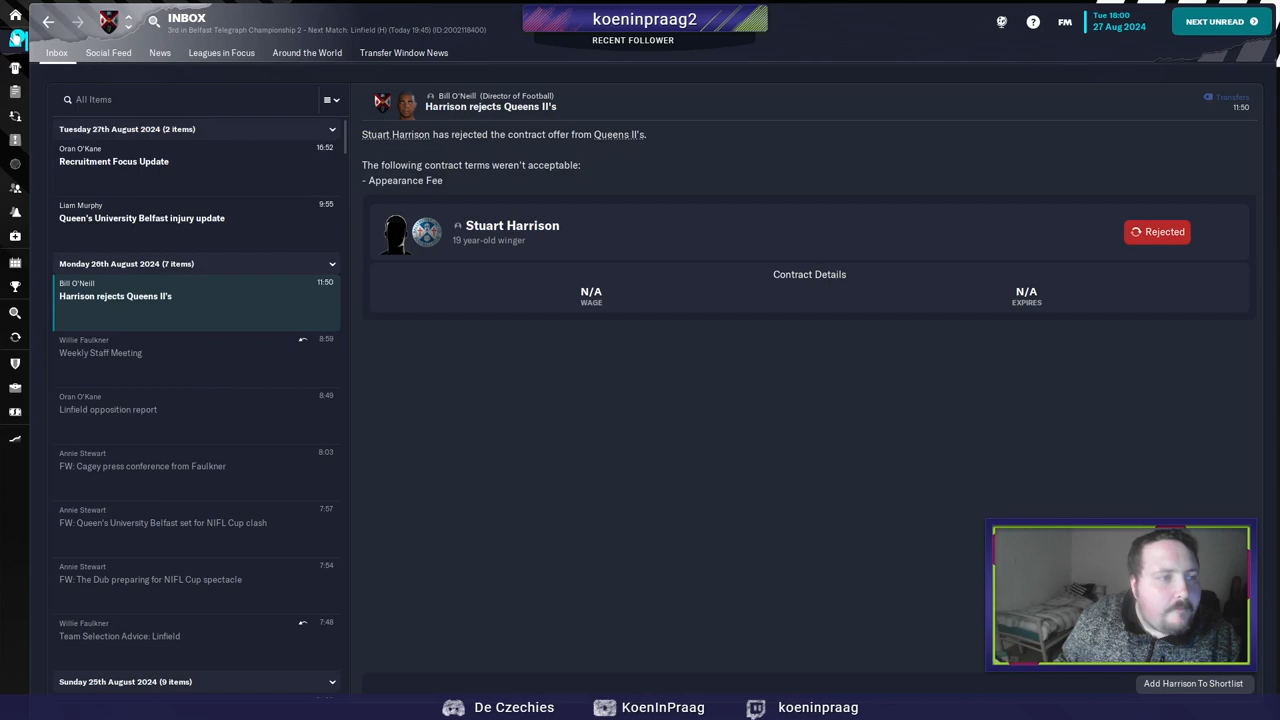 INBOX
3rd in Belfast Telegraph Championship 2 - Next Match: Linfield (H) (Today 19:45) (ID:2002118400)
koeninpraag2
RECENT FOLLOWER
?
FM
Tue 18:00
27 Aug 2024
NEXT UNREAD
Inbox
Social Feed
News
Leagues in Focus
Around the World
Transfer Window News
All Items
Tuesday 27th August 2024 (2 items)
Oran O'Kane
16:52
Recruitment Focus Update
Liam Murphy
9:55
Queen's University Belfast injury update
Monday 26th August 2024 (7 items)
Bill O'Neill
11:50
Harrison rejects Queens II's
Willie Faulkner
8:59
Weekly Staff Meeting
Oran O'Kane
8:49
Linfield opposition report
Annie Stewart
8:03
FW: Cagey press conference from Faulkner
Annie Stewart
7:57
FW: Queen's University Belfast set for NIFL Cup clash
Annie Stewart
7:54
FW: The Dub preparing for NIFL Cup spectacle
Willie Faulkner
7:48
Team Selection Advice: Linfield
Sunday 25th August 2024 (9 items)
Bill O'Neill (Director of Football)
Harrison rejects Queens II's
Transfers
11:50
Stuart Harrison has rejected the contract offer from Queens II's.
The following contract terms weren't acceptable:
- Appearance Fee
Stuart Harrison
19 year-old winger
Rejected
Contract Details
N/A
WAGE
N/A
EXPIRES
Add Harrison To Shortlist
De Czechies
KoenInPraag
koeninpraag